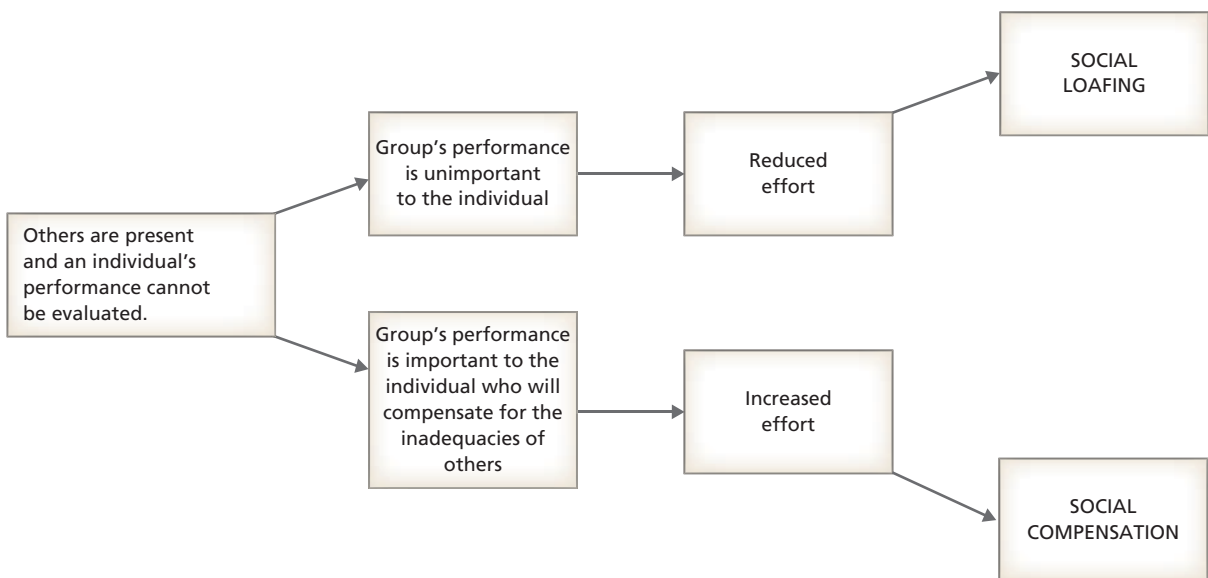 Others are present
and an individual's
performance cannot
be evaluated.
Group's performance
is unimportant
to the individual
Reduced
effort
SOCIAL
LOAFING
Group's performance
is important to the
individual who will
compensate for the
inadequacies of
others
Increased
effort
SOCIAL
COMPENSATION